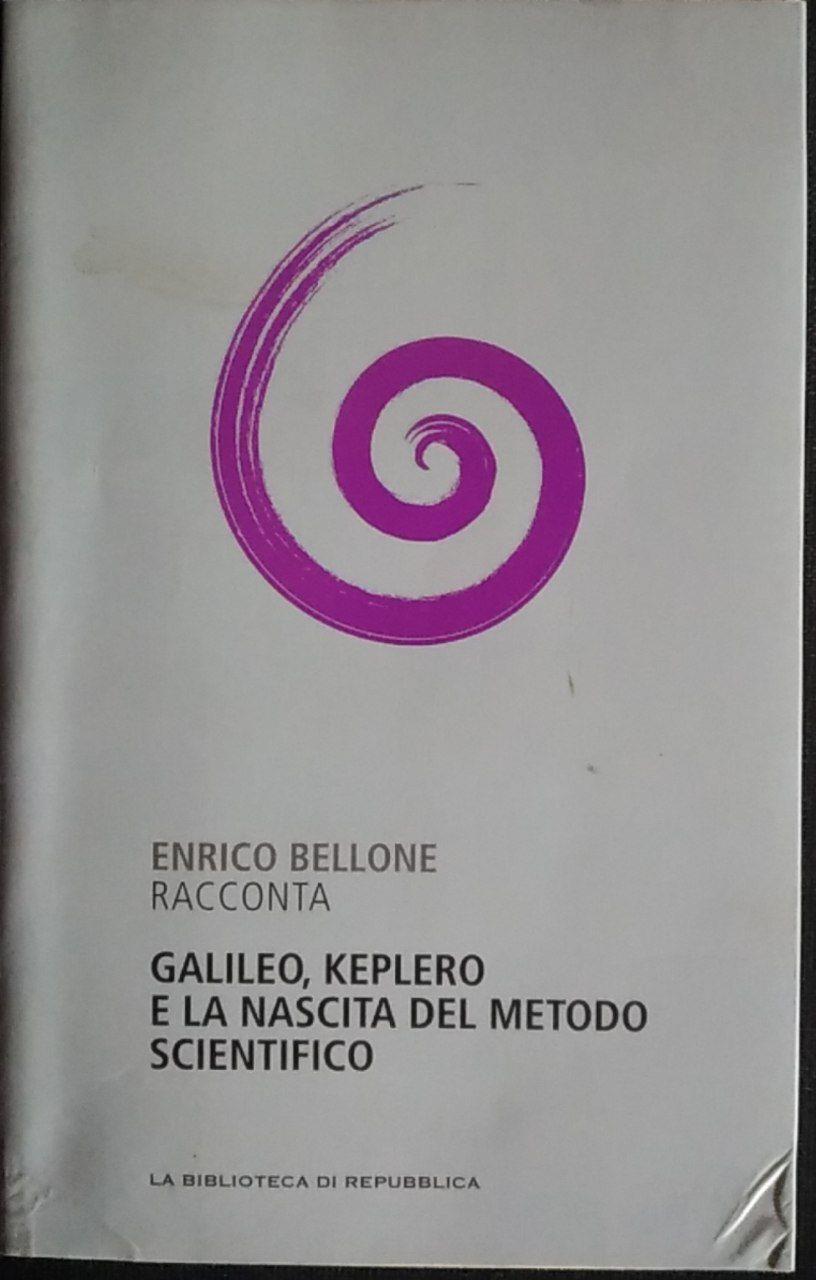 ENRICO BELLONE
RACCONTA
GALILEO, KEPLERO
E LA NASCITA DEL METODO
SCIENTIFICO
LA BIBLIOTECA DI REPUBBLICA